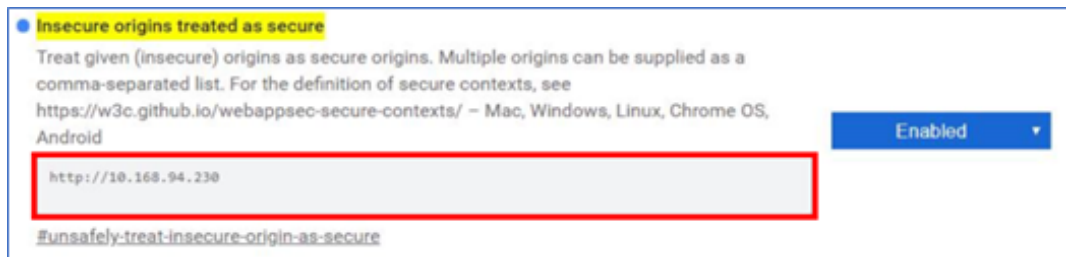 Insecure origins treated as secure
Treat given (insecure) origins as secure origins. Multiple origins can be supplied as a
comma-separated list. For the definition of secure contexts, see
https://w3c.github.io/webappsec-secure-contexts/ – Mac, Windows, Linux, Chrome OS,
Android
Enabled
http://10.168.94.230
#unsafely-treat-insecure-origin-as-secure